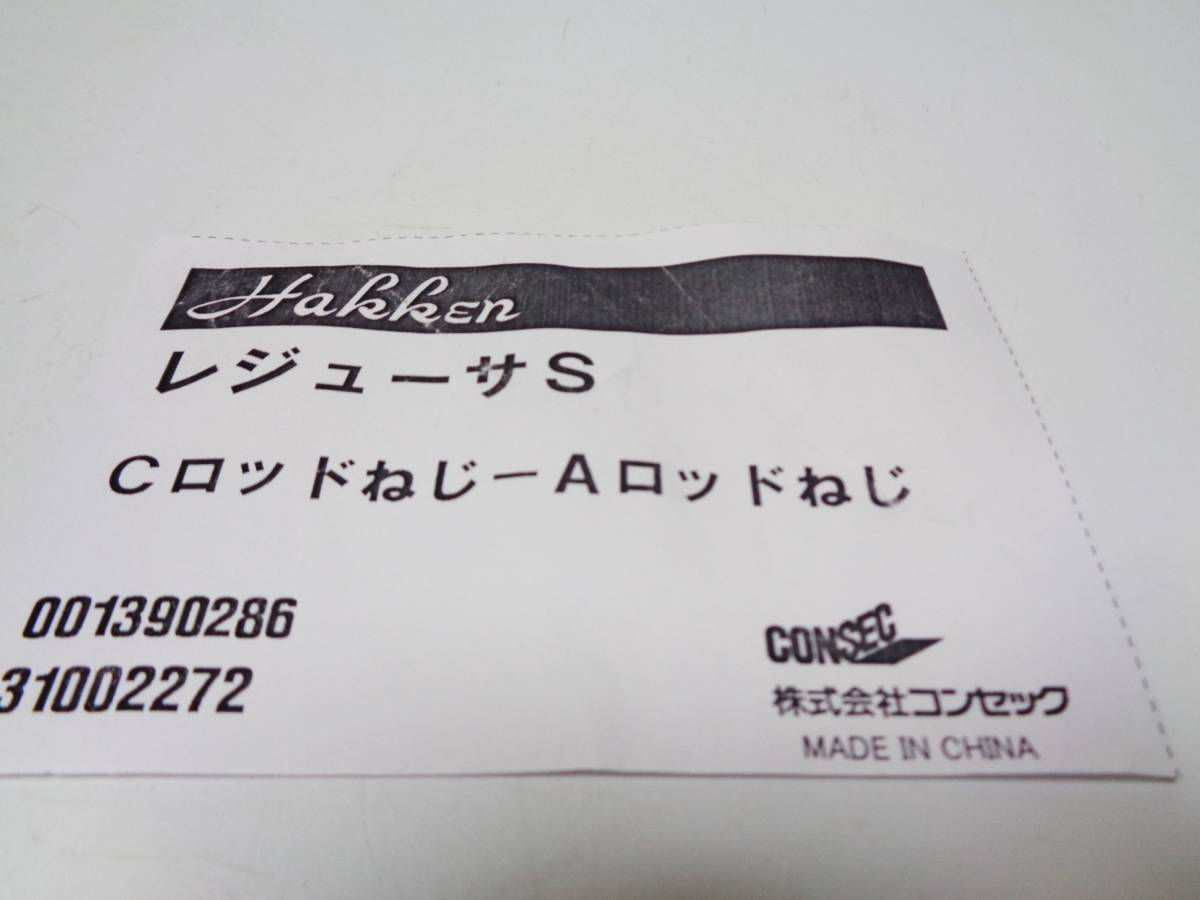 Hakken
レジューサS
Cロッドねじ－Aロッドねじ
001390286
31002272
CONSEC
株式会社コンセック
MADE IN CHINA